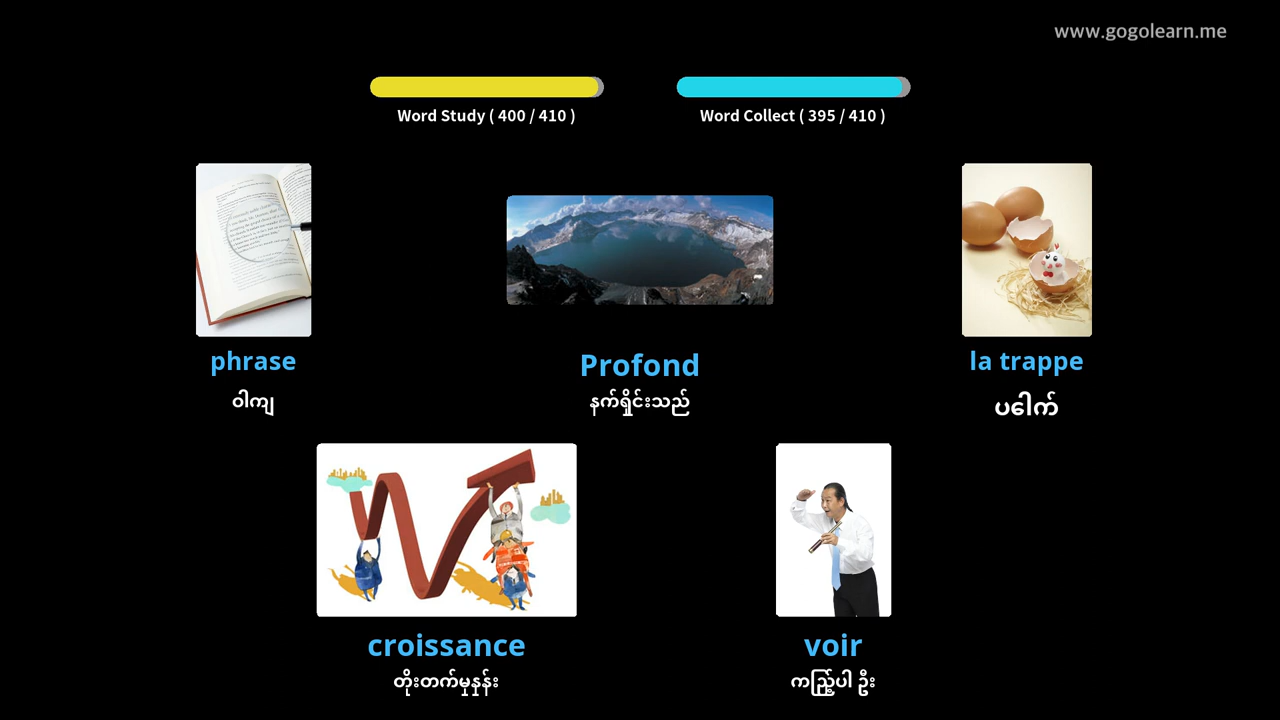 www.gogolearn.me
Word Study ( 400 / 410 )
Word Collect ( 395 / 410 )
phrase
ဝါကျ
Profond
နက်ရှိုင်းသည်
la trappe
ပေါက်
croissance
တိုးတက်မှုနှုန်း
voir
ကည့်ပါ ဦး